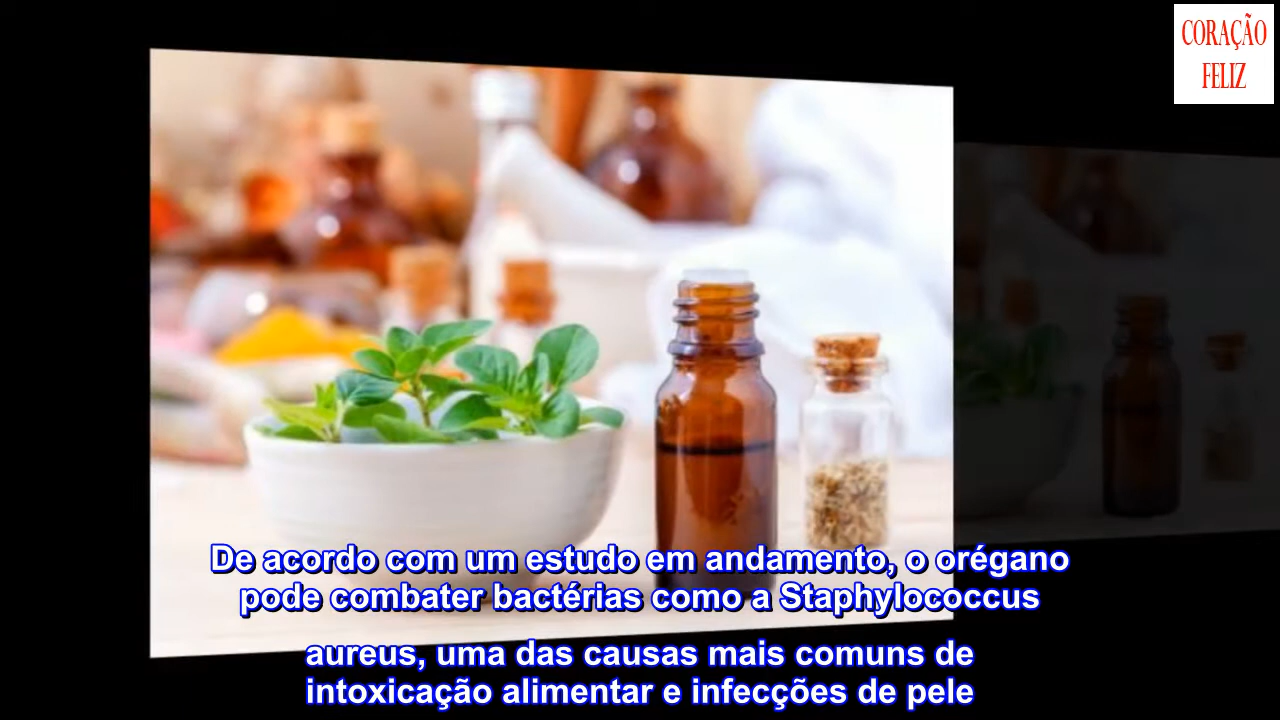 CORAÇÃO
FELIZ
De acordo com um estudo em andamento, o orégano
pode combater bactérias como a Staphylococcus
aureus, uma das causas mais comuns de
intoxicação alimentar e infecções de pele